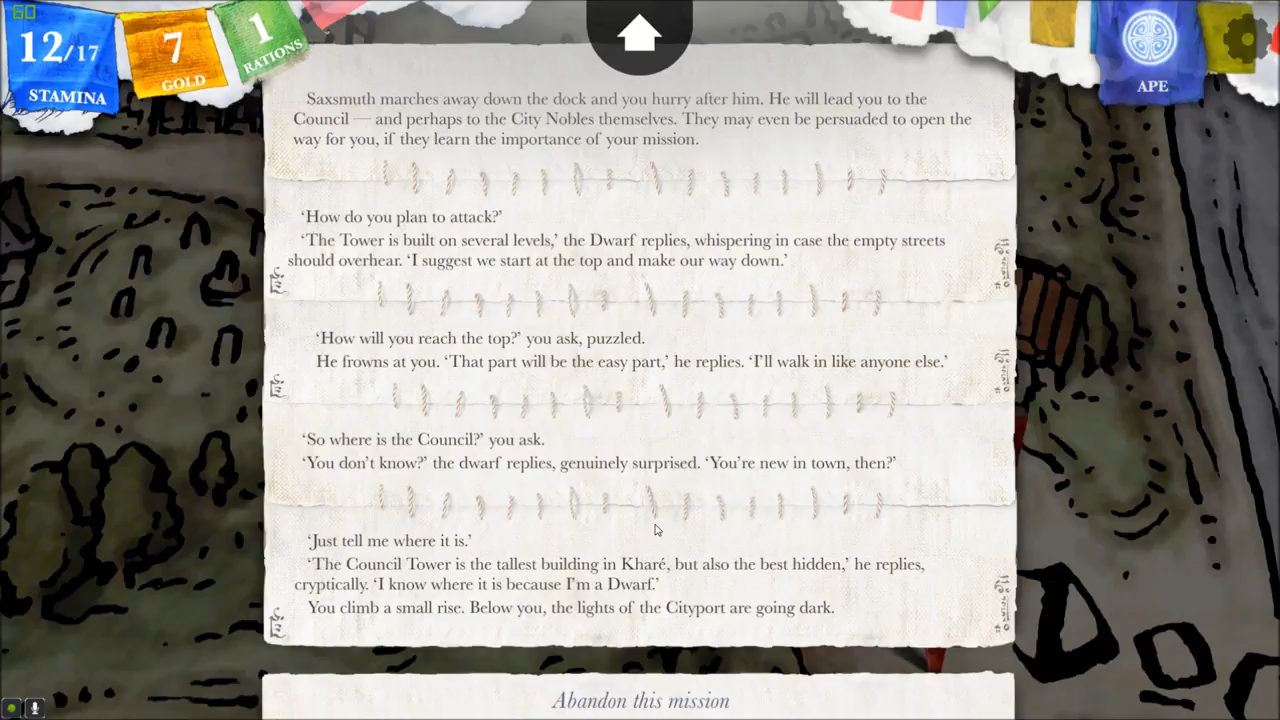 60
12/17
STAMINA
7
GOLD
1
RATIONS
APE
Saxsmuth marches away down the dock and you hurry after him. He will lead you to the
Council — and perhaps to the City Nobles themselves. They may even be persuaded to open the
way for you, if they learn the importance of your mission.
‘How do you plan to attack?’
‘The Tower is built on several levels,’ the Dwarf replies, whispering in case the empty streets
should overhear. ‘I suggest we start at the top and make our way down.’
‘How will you reach the top?’ you ask, puzzled.
He frowns at you. ‘That part will be the easy part,’ he replies. ‘I’ll walk in like anyone else.’
‘So where is the Council?’ you ask.
‘You don’t know?’ the dwarf replies, genuinely surprised. ‘You’re new in town, then?’
‘Just tell me where it is.’
‘The Council Tower is the tallest building in Kharé, but also the best hidden,’ he replies,
cryptically. ‘I know where it is because I’m a Dwarf.’
You climb a small rise. Below you, the lights of the Cityport are going dark.
Abandon this mission